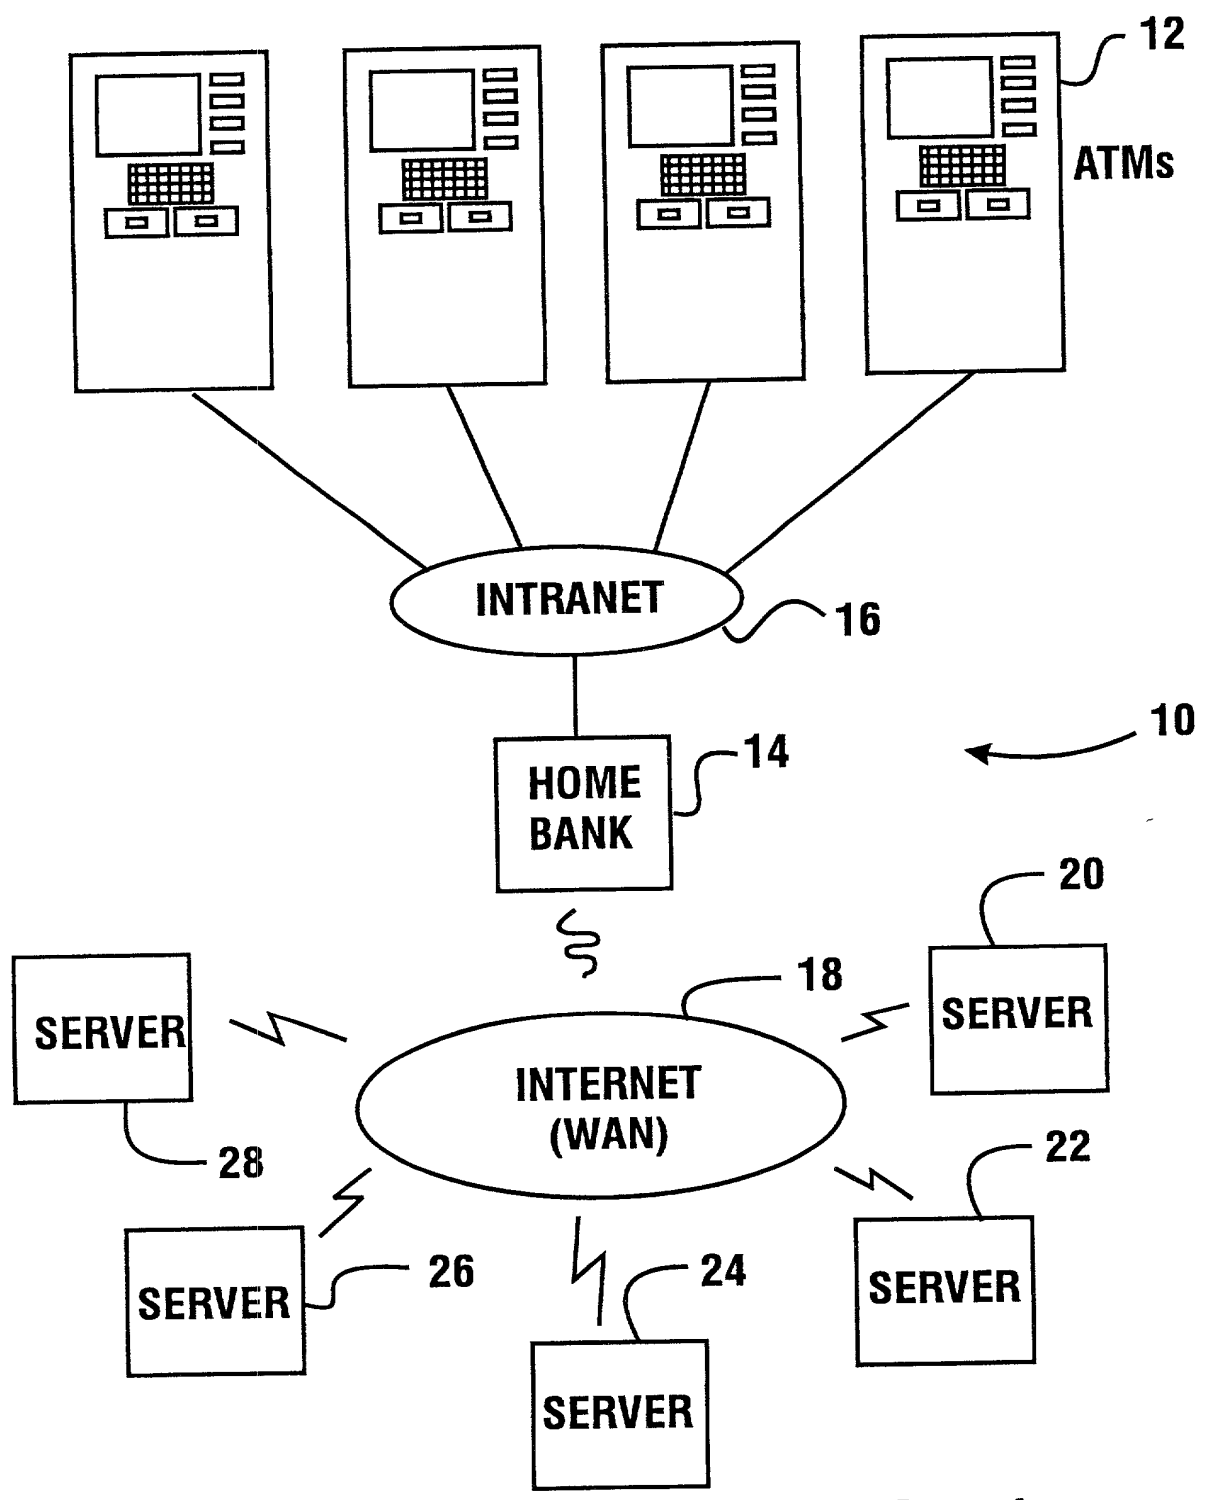 12
ATMs
INTRANET
16
10
14
HOME
BANK
20
18
SERVER
SERVER
INTERNET
(WAN)
28
22
26
24
SERVER
SERVER
SERVER